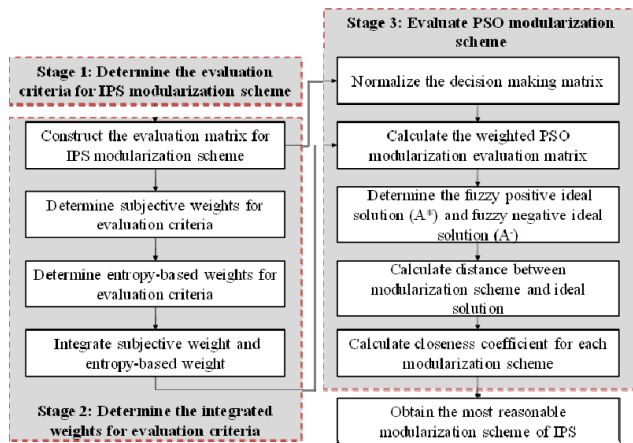 Stage 1: Determine the evaluation
criteria for IPS modularization scheme
Construct the evaluation matrix for
IPS modularization scheme
Determine subjective weights for
evaluation criteria
Determine entropy-based weights for
evaluation criteria
Integrate subjective weight and
entropy-based weight
Stage 2: Determine the integrated
weights for evaluation criteria
Stage 3: Evaluate PSO modularization
scheme
Normalize the decision making matrix
Calculate the weighted PSO
modularization evaluation matrix
Determine the fuzzy positive ideal
solution (A*) and fuzzy negative ideal
solution (A-)
Calculate distance between
modularization scheme and ideal
solution
Calculate closeness coefficient for each
modularization scheme
Obtain the most reasonable
modularization scheme of IPS